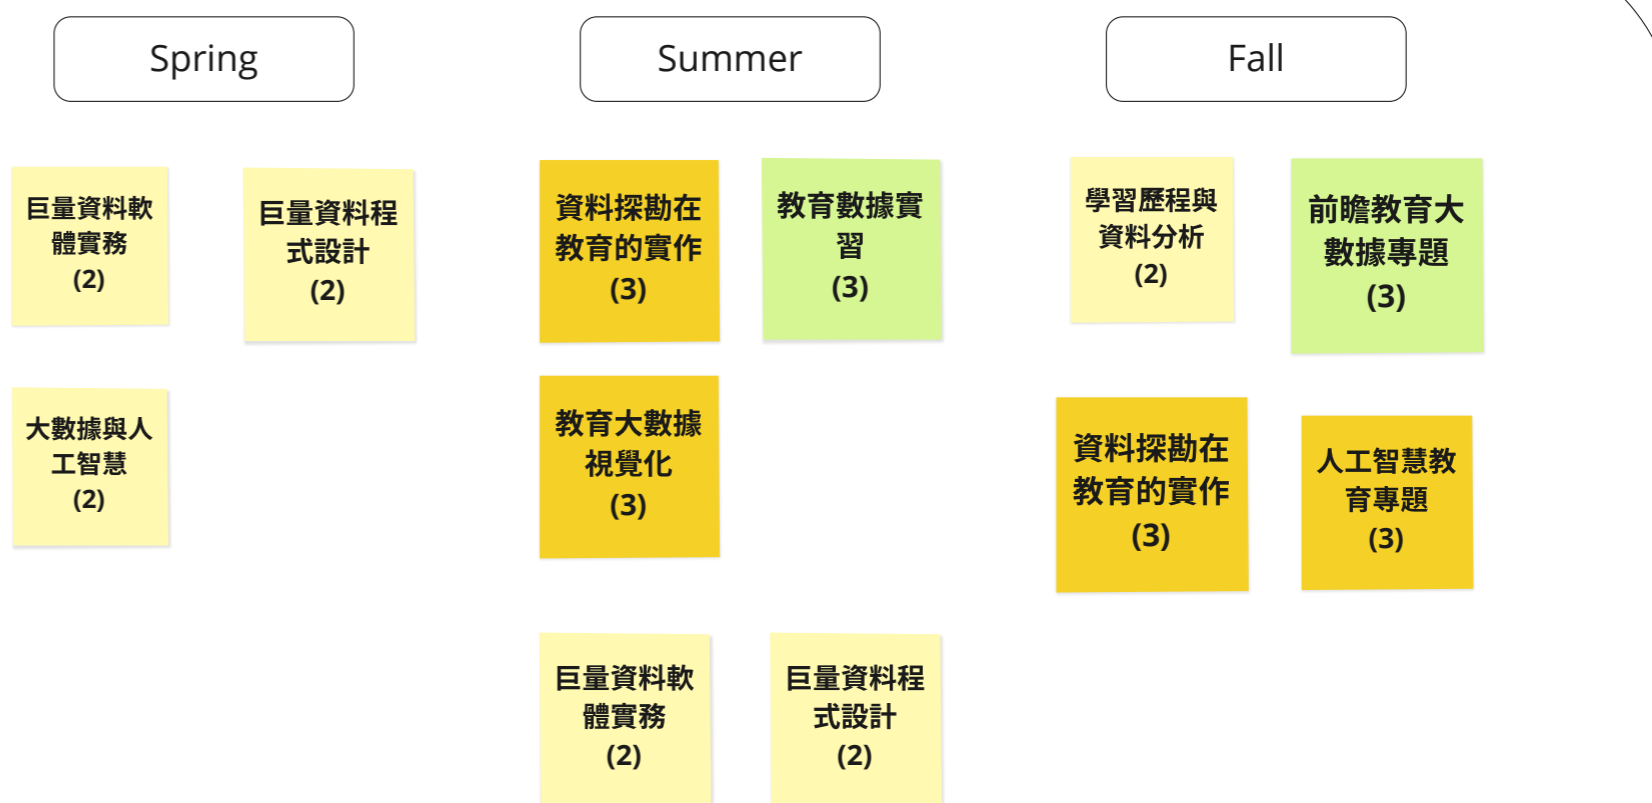 Spring
Summer
Fall
巨量資料軟
體實務
(2)
巨量資料程
式設計
(2)
資料探勘在
教育的實作
(3)
教育數據實
習
(3)
學習歷程與
資料分析
(2)
前瞻教育大
數據專題
(3)
大數據與人
工智慧
(2)
教育大數據
視覺化
(3)
資料探勘在
教育的實作
(3)
人工智慧教
育專題
(3)
巨量資料軟
體實務
(2)
巨量資料程
式設計
(2)